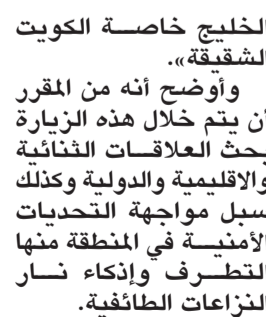 الخليج خاصة الكويت
الشقيقة».
وأوضح أنه من المقرر
أن يتم خلال هذه الزيارة
بحث العلاقات الثنائية
والاقليمية والدولية وكذلك
سبل مواجهة التحديات
الأمنية في المنطقة منها
التطرف وإذكاء نار
النزاعات الطائفية.